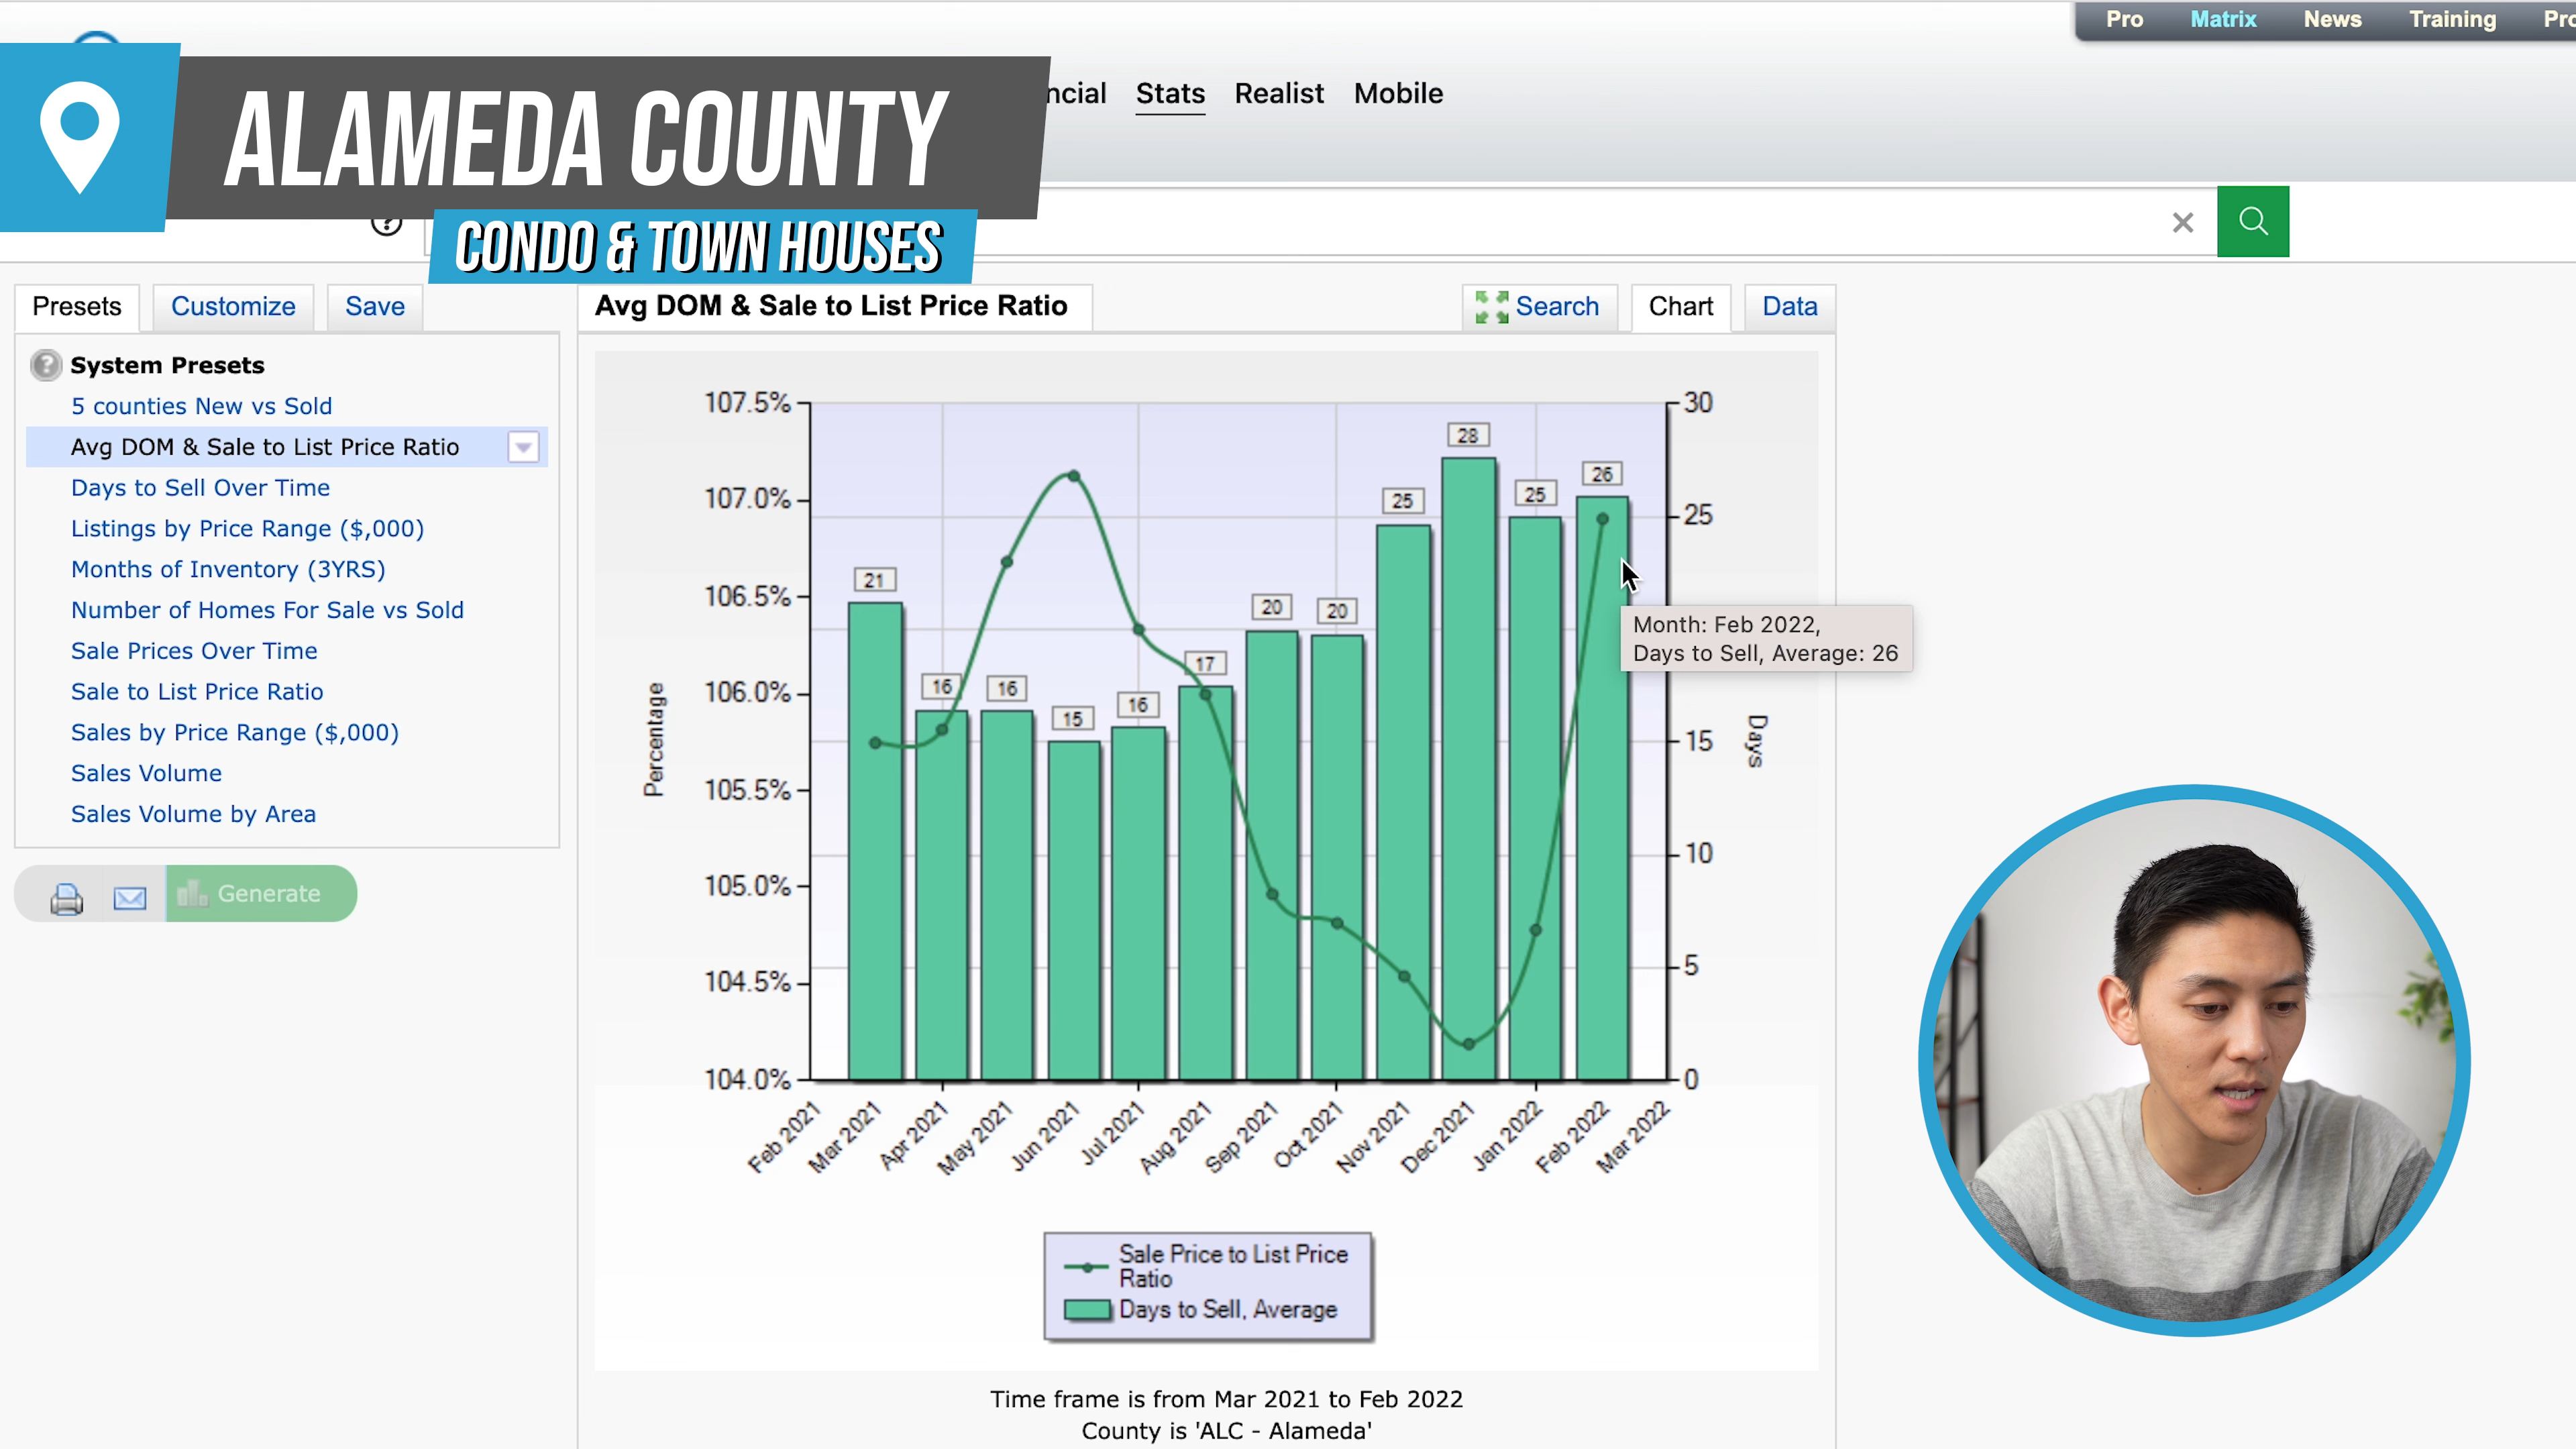 Pro Matrix News Training
ALAMEDA COUNTY
Stats Realist Mobile
CONDO & TOWN HOUSES
Presets Customize Save
Avg DOM & Sale to List Price Ratio
Search Chart Data
System Presets
5 counties New vs Sold
Avg DOM & Sale to List Price Ratio
Days to Sell Over Time
Listings by Price Range ($,000)
Months of Inventory (3YRS)
Number of Homes For Sale vs Sold
Sale Prices Over Time
Sale to List Price Ratio
Sales by Price Range ($,000)
Sales Volume
Sales Volume by Area
Generate
Percentage
107.5%
107.0%
106.5%
106.0%
105.5%
105.0%
104.5%
104.0%
21
16
16
15
16
17
20
20
25
28
25
26
30
25
15
10
5
0
Days
Month: Feb 2022,
Days to Sell, Average: 26
Feb 2021
Mar 2021
Apr 2021
May 2021
Jun 2021
Jul 2021
Aug 2021
Sep 2021
Oct 2021
Nov 2021
Dec 2021
Jan 2022
Feb 2022
Mar 2022
Sale Price to List Price
Ratio
Days to Sell, Average
Time frame is from Mar 2021 to Feb 2022
County is 'ALC - Alameda'